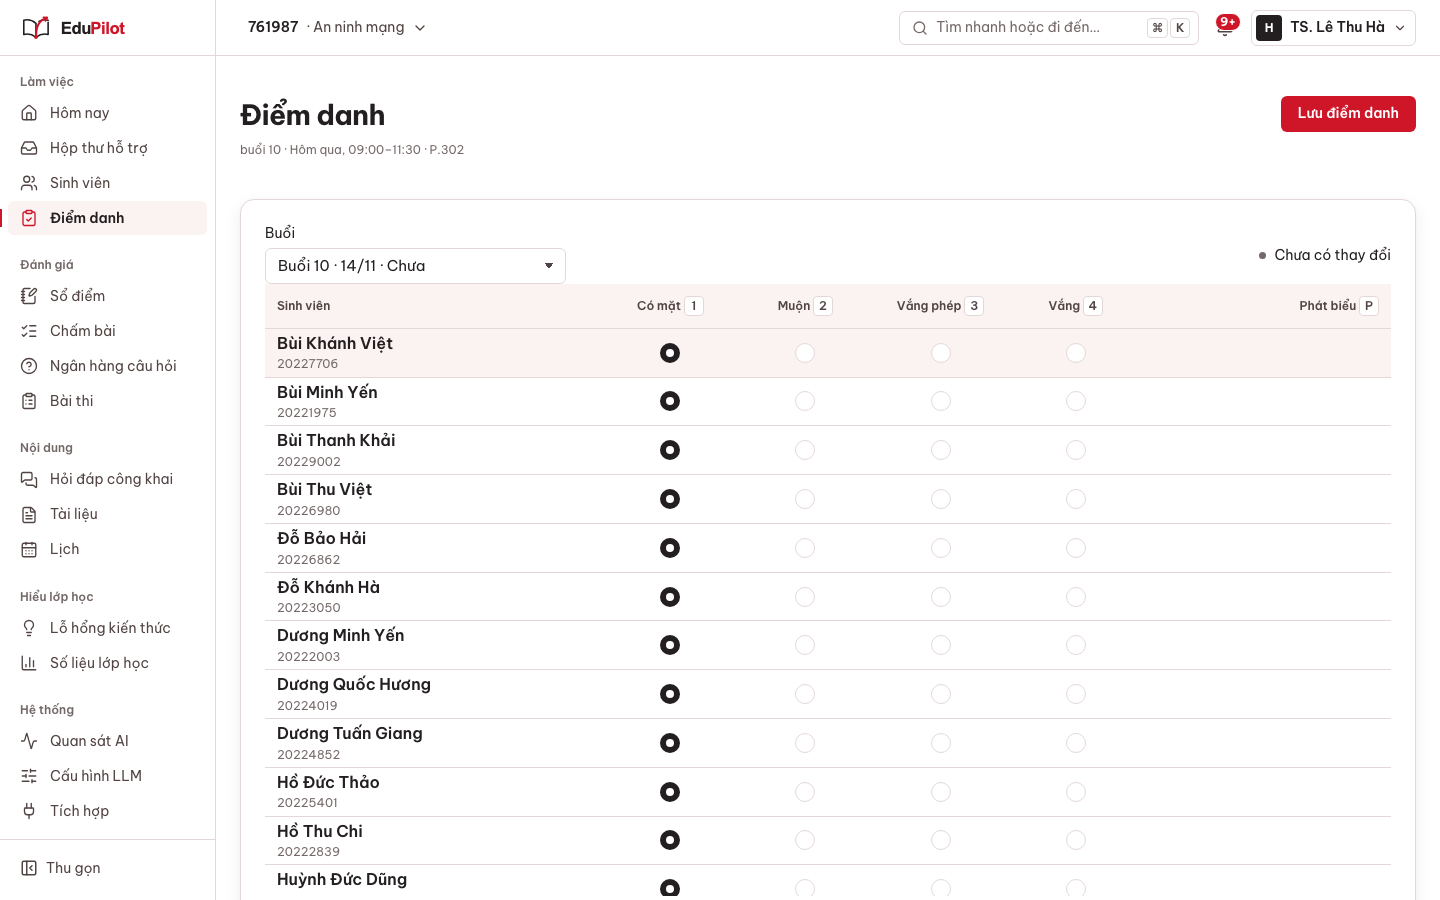 EduPilot
761987 · An ninh mạng
Tìm nhanh hoặc đi đến...
⌘ K
9+
H
TS. Lê Thu Hà
Làm việc
Hôm nay
Hộp thư hỗ trợ
Sinh viên
Điểm danh
Đánh giá
Sổ điểm
Chấm bài
Ngân hàng câu hỏi
Bài thi
Nội dung
Hỏi đáp công khai
Tài liệu
Lịch
Hiểu lớp học
Lỗ hổng kiến thức
Số liệu lớp học
Hệ thống
Quan sát AI
Cấu hình LLM
Tích hợp
Thu gọn
Điểm danh
Lưu điểm danh
buổi 10 · Hôm qua, 09:00–11:30 · P.302
Buổi
Buổi 10 · 14/11 · Chưa
Chưa có thay đổi
Sinh viên Có mặt 1 Muộn 2 Vắng phép 3 Vắng 4 Phát biểu P
Bùi Khánh Việt
20227706
Bùi Minh Yến
20221975
Bùi Thanh Khải
20229002
Bùi Thu Việt
20226980
Đỗ Bảo Hải
20226862
Đỗ Khánh Hà
20223050
Dương Minh Yến
20222003
Dương Quốc Hương
20224019
Dương Tuấn Giang
20224852
Hồ Đức Thảo
20225401
Hồ Thu Chi
20222839
Huỳnh Đức Dũng